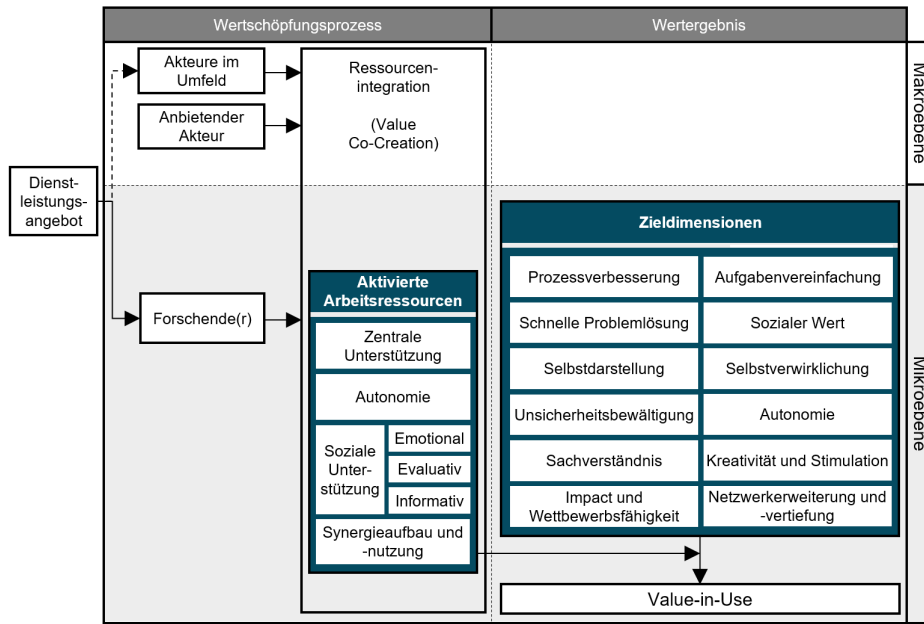 Wertschöpfungsprozess
Wertergebnis
Akteure im
Umfeld
Anbietender
Akteur
Ressourcen-
integration
(Value
Co-Creation)
Makroebene
Dienst-
leistungs-
angebot
Forschende(r)
Aktivierte
Arbeitsressourcen
Zentrale
Unterstützung
Autonomie
Soziale
Unter-
stützung
Emotional
Evaluativ
Informativ
Synergieaufbau und
-nutzung
Zieldimensionen
Prozessverbesserung
Aufgabenvereinfachung
Schnelle Problemlösung
Sozialer Wert
Selbstdarstellung
Selbstverwirklichung
Unsicherheitsbewältigung
Autonomie
Sachverständnis
Kreativität und Stimulation
Impact und
Wettbewerbsfähigkeit
Netzwerkerweiterung und
-vertiefung
Value-in-Use
Mikroebene